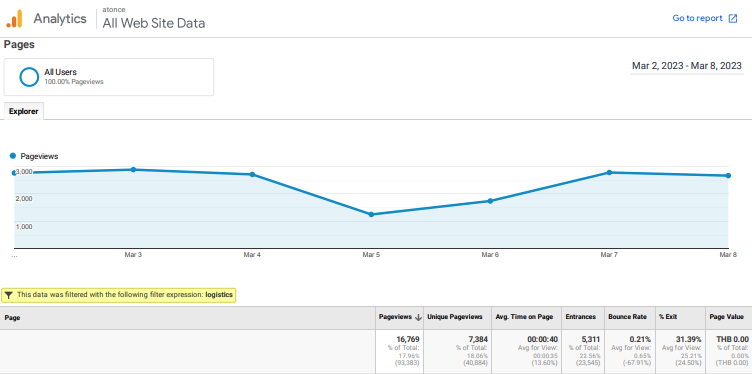 Analytics
atonce
All Web Site Data
Go to report
Pages
All Users
100.00% Pageviews
Mar 2, 2023 - Mar 8, 2023
Explorer
Pageviews
3,000
2,000
1,000
... Mar 3 Mar 4 Mar 5 Mar 6 Mar 7 Mar 8
This data was filtered with the following filter expression: logistics
Page Pageviews Unique Pageviews Avg. Time on Page Entrances Bounce Rate % Exit Page Value
16,769 7,384 00:00:40 5,311 0.21% 31.39% THB 0.00
% of Total: % of Total: Avg for View: % of Total: Avg for View: Avg for View: % of Total:
17.96% 18.06% 00:00:35 22.56% 0.65% 25.21% 0.00%
(93,383) (40,884) (13.60%) (23,545) (-67.91%) (24.50%) (THB 0.00)